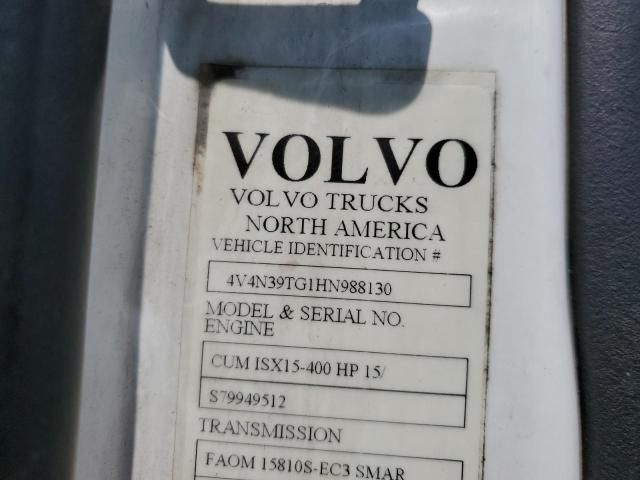 VOLVO
VOLVO TRUCKS
NORTH AMERICA
VEHICLE IDENTIFICATION #
4V4N39TG1HN988130
MODEL & SERIAL NO.
ENGINE
CUM ISX15-400 HP 15/
S79949512
TRANSMISSION
FAOM 15810S-EC3 SMAR